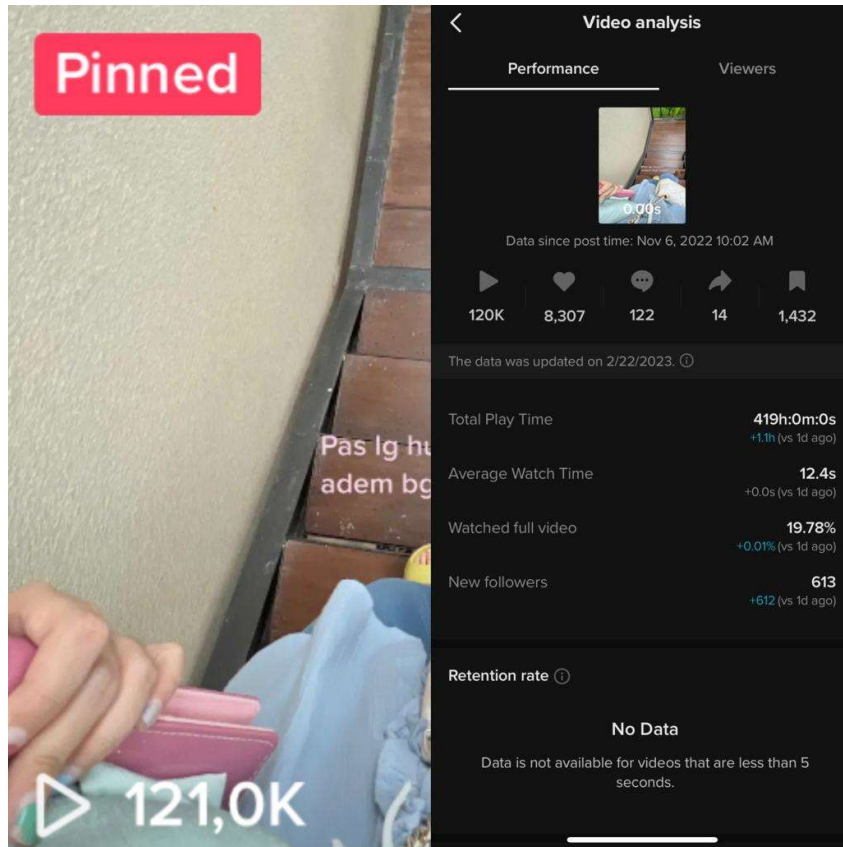 Pinned
Pas lg
adem
121,0K
Video analysis
Performance Viewers
0.00s
Data since post time: Nov 6, 2022 10:02 AM
120K 8,307 122 14 1,432
The data was updated on 2/22/2023.
Total Play Time 419h:0m:0s
+1.1h (vs 1d ago)
Average Watch Time 12.4s
+0.0s (vs 1d ago)
Watched full video 19.78%
+0.01% (vs 1d ago)
New followers 613
+612 (vs 1d ago)
Retention rate
No Data
Data is not available for videos that are less than 5
seconds.